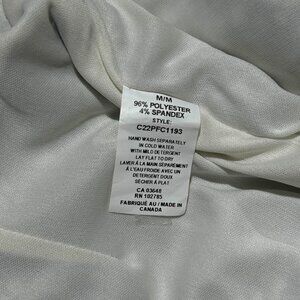 M/M
96% POLYESTER
4% SPANDEX
STYLE:
C22PFC1193
HAND WASH SEPARATELY
IN COLD WATER
WITH MILD DETERGENT
LAY FLAT TO DRY
LAVER À LA MAIN SÉPARÉMENT
À L'EAU FROIDE AVEC UN
DETERGENT DOUX
SÉCHER À PLAT
CA 03648
RN 102785
FABRIQUÉ AU / MADE IN
CANADA